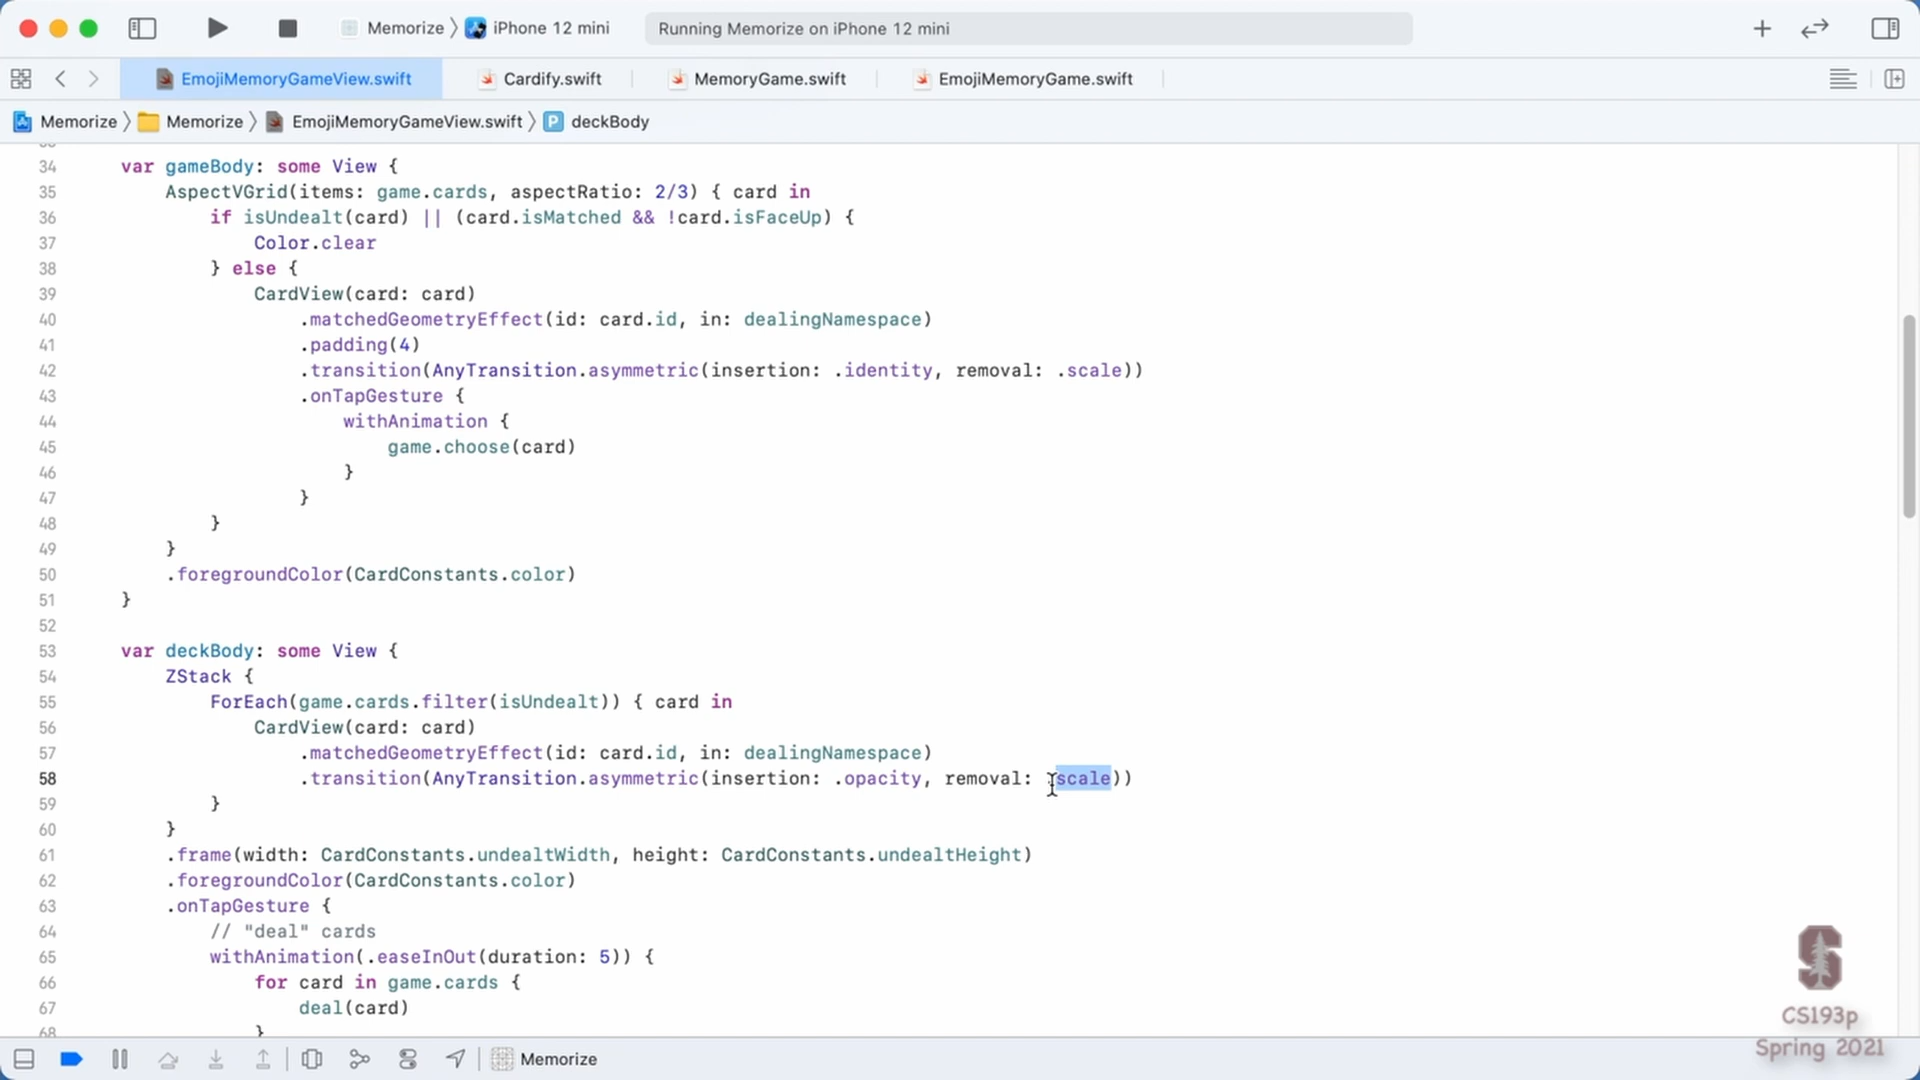 Memorize 〉 iPhone 12 mini
Running Memorize on iPhone 12 mini
EmojiMemoryGameView.swift
Cardify.swift
MemoryGame.swift
EmojiMemoryGame.swift
Memorize 〉 Memorize 〉 EmojiMemoryGameView.swift 〉 P deckBody
34 var gameBody: some View {
35 AspectVGrid(items: game.cards, aspectRatio: 2/3) { card in
36 if isUndealt(card) || (card.isMatched && !card.isFaceUp) {
37 Color.clear
38 } else {
39 CardView(card: card)
40 .matchedGeometryEffect(id: card.id, in: dealingNamespace)
41 .padding(4)
42 .transition(AnyTransition.asymmetric(insertion: .identity, removal: .scale))
43 .onTapGesture {
44 withAnimation {
45 game.choose(card)
46 }
47 }
48 }
49 }
50 .foregroundColor(CardConstants.color)
51 }
52
53 var deckBody: some View {
54 ZStack {
55 ForEach(game.cards.filter(isUndealt)) { card in
56 CardView(card: card)
57 .matchedGeometryEffect(id: card.id, in: dealingNamespace)
58 .transition(AnyTransition.asymmetric(insertion: .opacity, removal: .scale))
59 }
60 }
61 .frame(width: CardConstants.undealtWidth, height: CardConstants.undealtHeight)
62 .foregroundColor(CardConstants.color)
63 .onTapGesture {
64 // "deal" cards
65 withAnimation(.easeInOut(duration: 5)) {
66 for card in game.cards {
67 deal(card)
68 }
S
CS193p
Spring 2021
Memorize